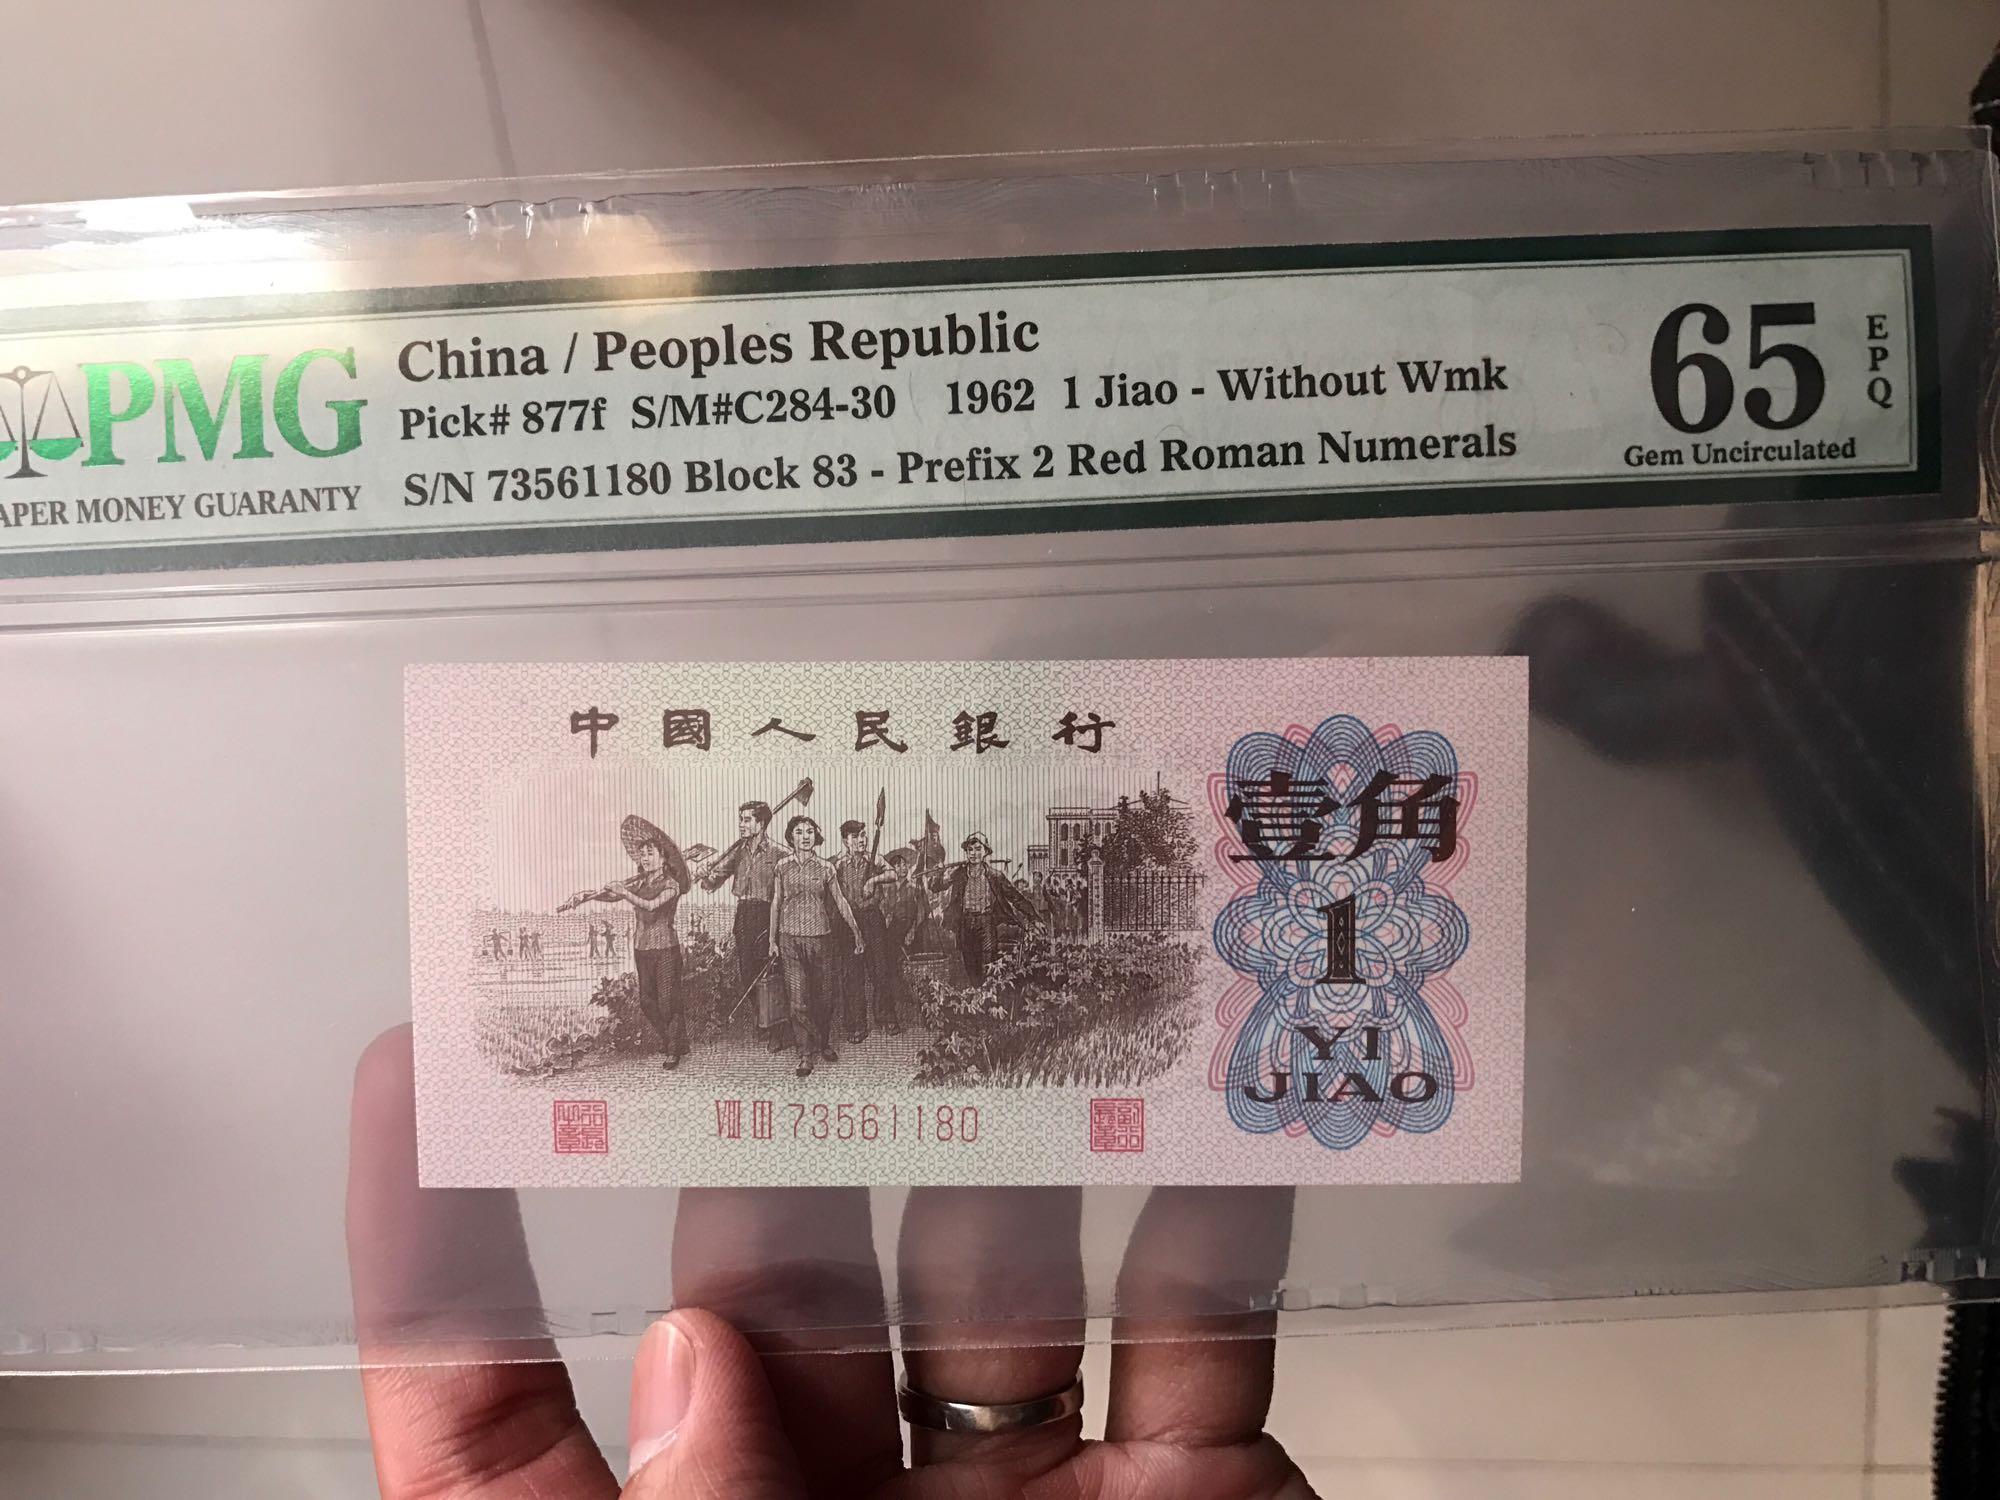 PMG
APER MONEY GUARANTY
China / Peoples Republic
Pick# 877f S/M#C284-30 1962 1 Jiao - Without Wmk
S/N 73561180 Block 83 - Prefix 2 Red Roman Numerals
65
EPQ
Gem Uncirculated
中國人民銀行
壹角
1
YI
JIAO
VIII III 73561180